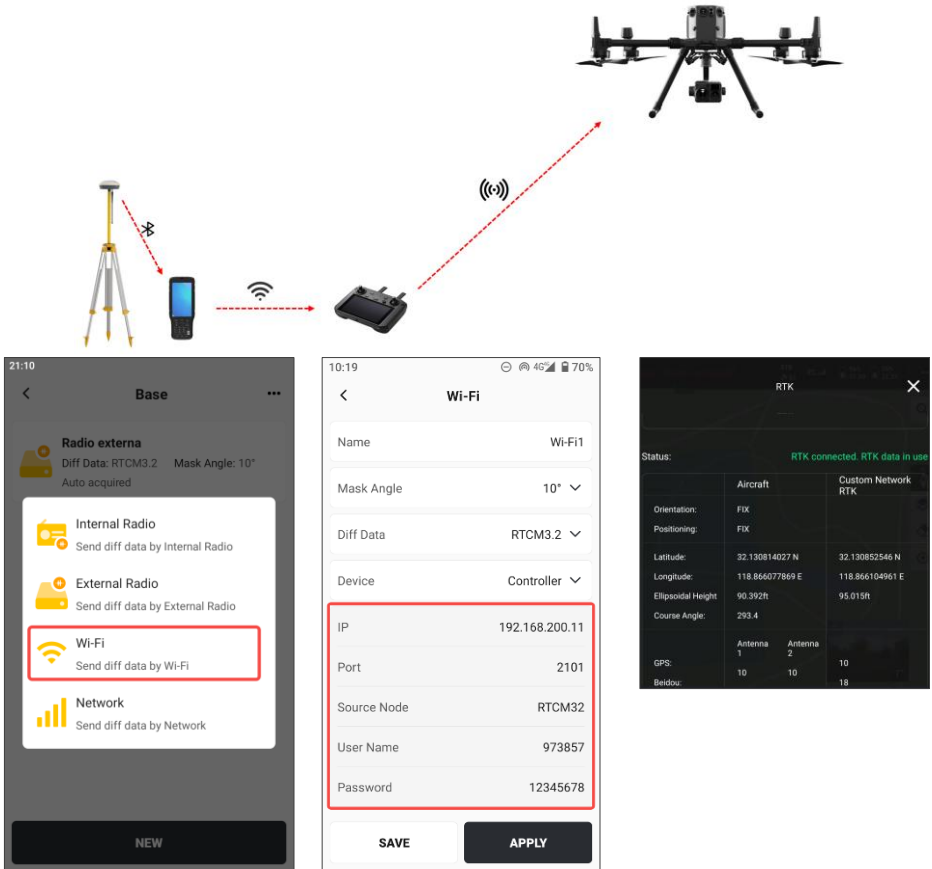 21:10
Base
Radio externa
Diff Data: RTCM3.2 Mask Angle: 10°
Auto acquired
Internal Radio
Send diff data by Internal Radio
External Radio
Send diff data by External Radio
Wi-Fi
Send diff data by Wi-Fi
Network
Send diff data by Network
NEW
10:19 4G 70%
Wi-Fi
Name Wi-Fi1
Mask Angle 10°
Diff Data RTCM3.2
Device Controller
IP 192.168.200.11
Port 2101
Source Node RTCM32
User Name 973857
Password 12345678
SAVE APPLY
RTK
Status: RTK connected. RTK data in use
Aircraft Custom Network
RTK
Orientation: FIX
Positioning: FIX
Latitude: 32.130814027 N 32.130852546 N
Longitude: 118.866077869 E 118.866104961 E
Ellipsoidal Height 90.392ft 95.015ft
Course Angle: 293.4
Antenna Antenna
1 2
GPS: 10 10 10
Beidou: 18